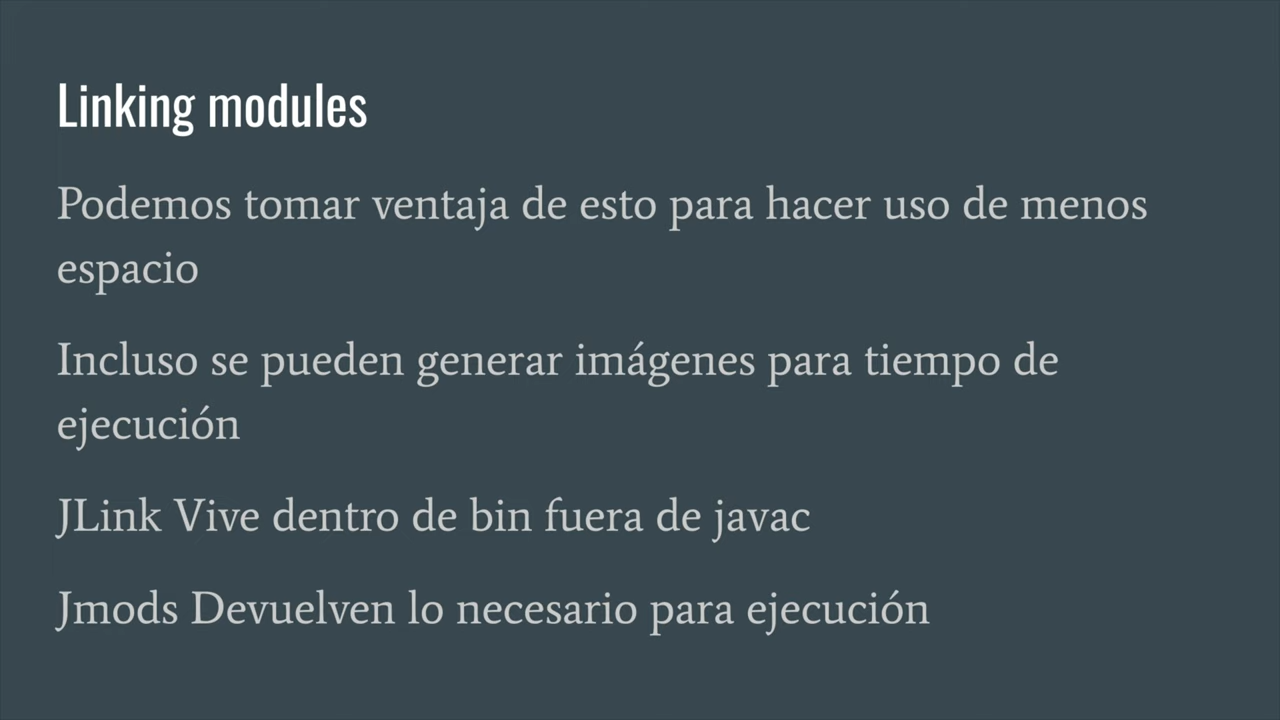 Linking modules
Podemos tomar ventaja de esto para hacer uso de menos
espacio
Incluso se pueden generar imágenes para tiempo de
ejecución
JLink Vive dentro de bin fuera de javac
Jmods Devuelven lo necesario para ejecución